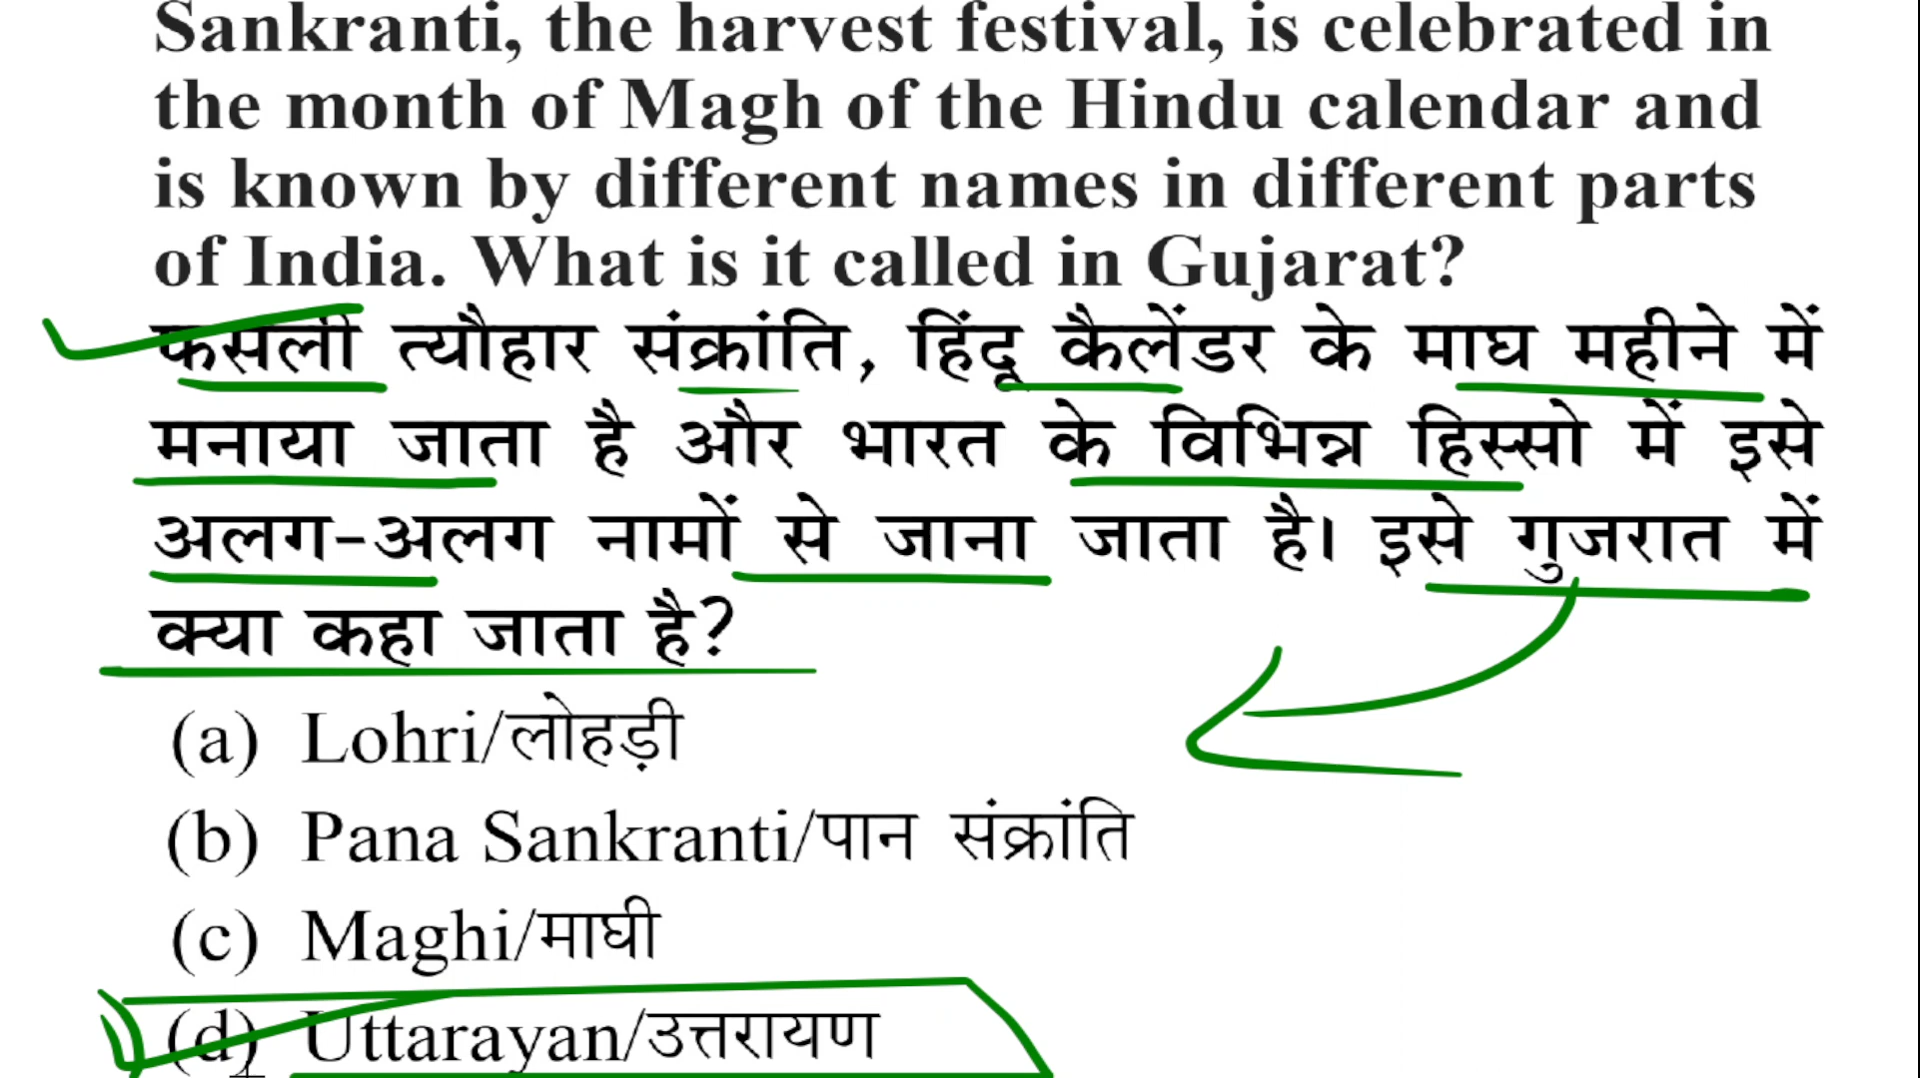 Sankranti, the harvest festival, is celebrated in
the month of Magh of the Hindu calendar and
is known by different names in different parts
of India. What is it called in Gujarat?
फसली त्यौहार संक्रांति, हिंदू कैलेंडर के माघ महीने में
मनाया जाता है और भारत के विभिन्न हिस्सो में इसे
अलग-अलग नामों से जाना जाता है। इसे गुजरात में
क्या कहा जाता है?
(a) Lohri/लोहड़ी
(b) Pana Sankranti/पान संक्रांति
(c) Maghi/माघी
(d) Uttarayan/उत्तरायण